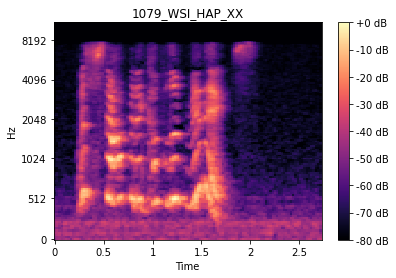 1079_WSI_HAP_XX
+0 dB
8192
-10 dB
4096
-20 dB
-30 dB
2048
Hz
-40 dB
1024
-50 dB
512
-60 dB
-70 dB
0
-80 dB
0 0.5 1 1.5 2 2.5
Time